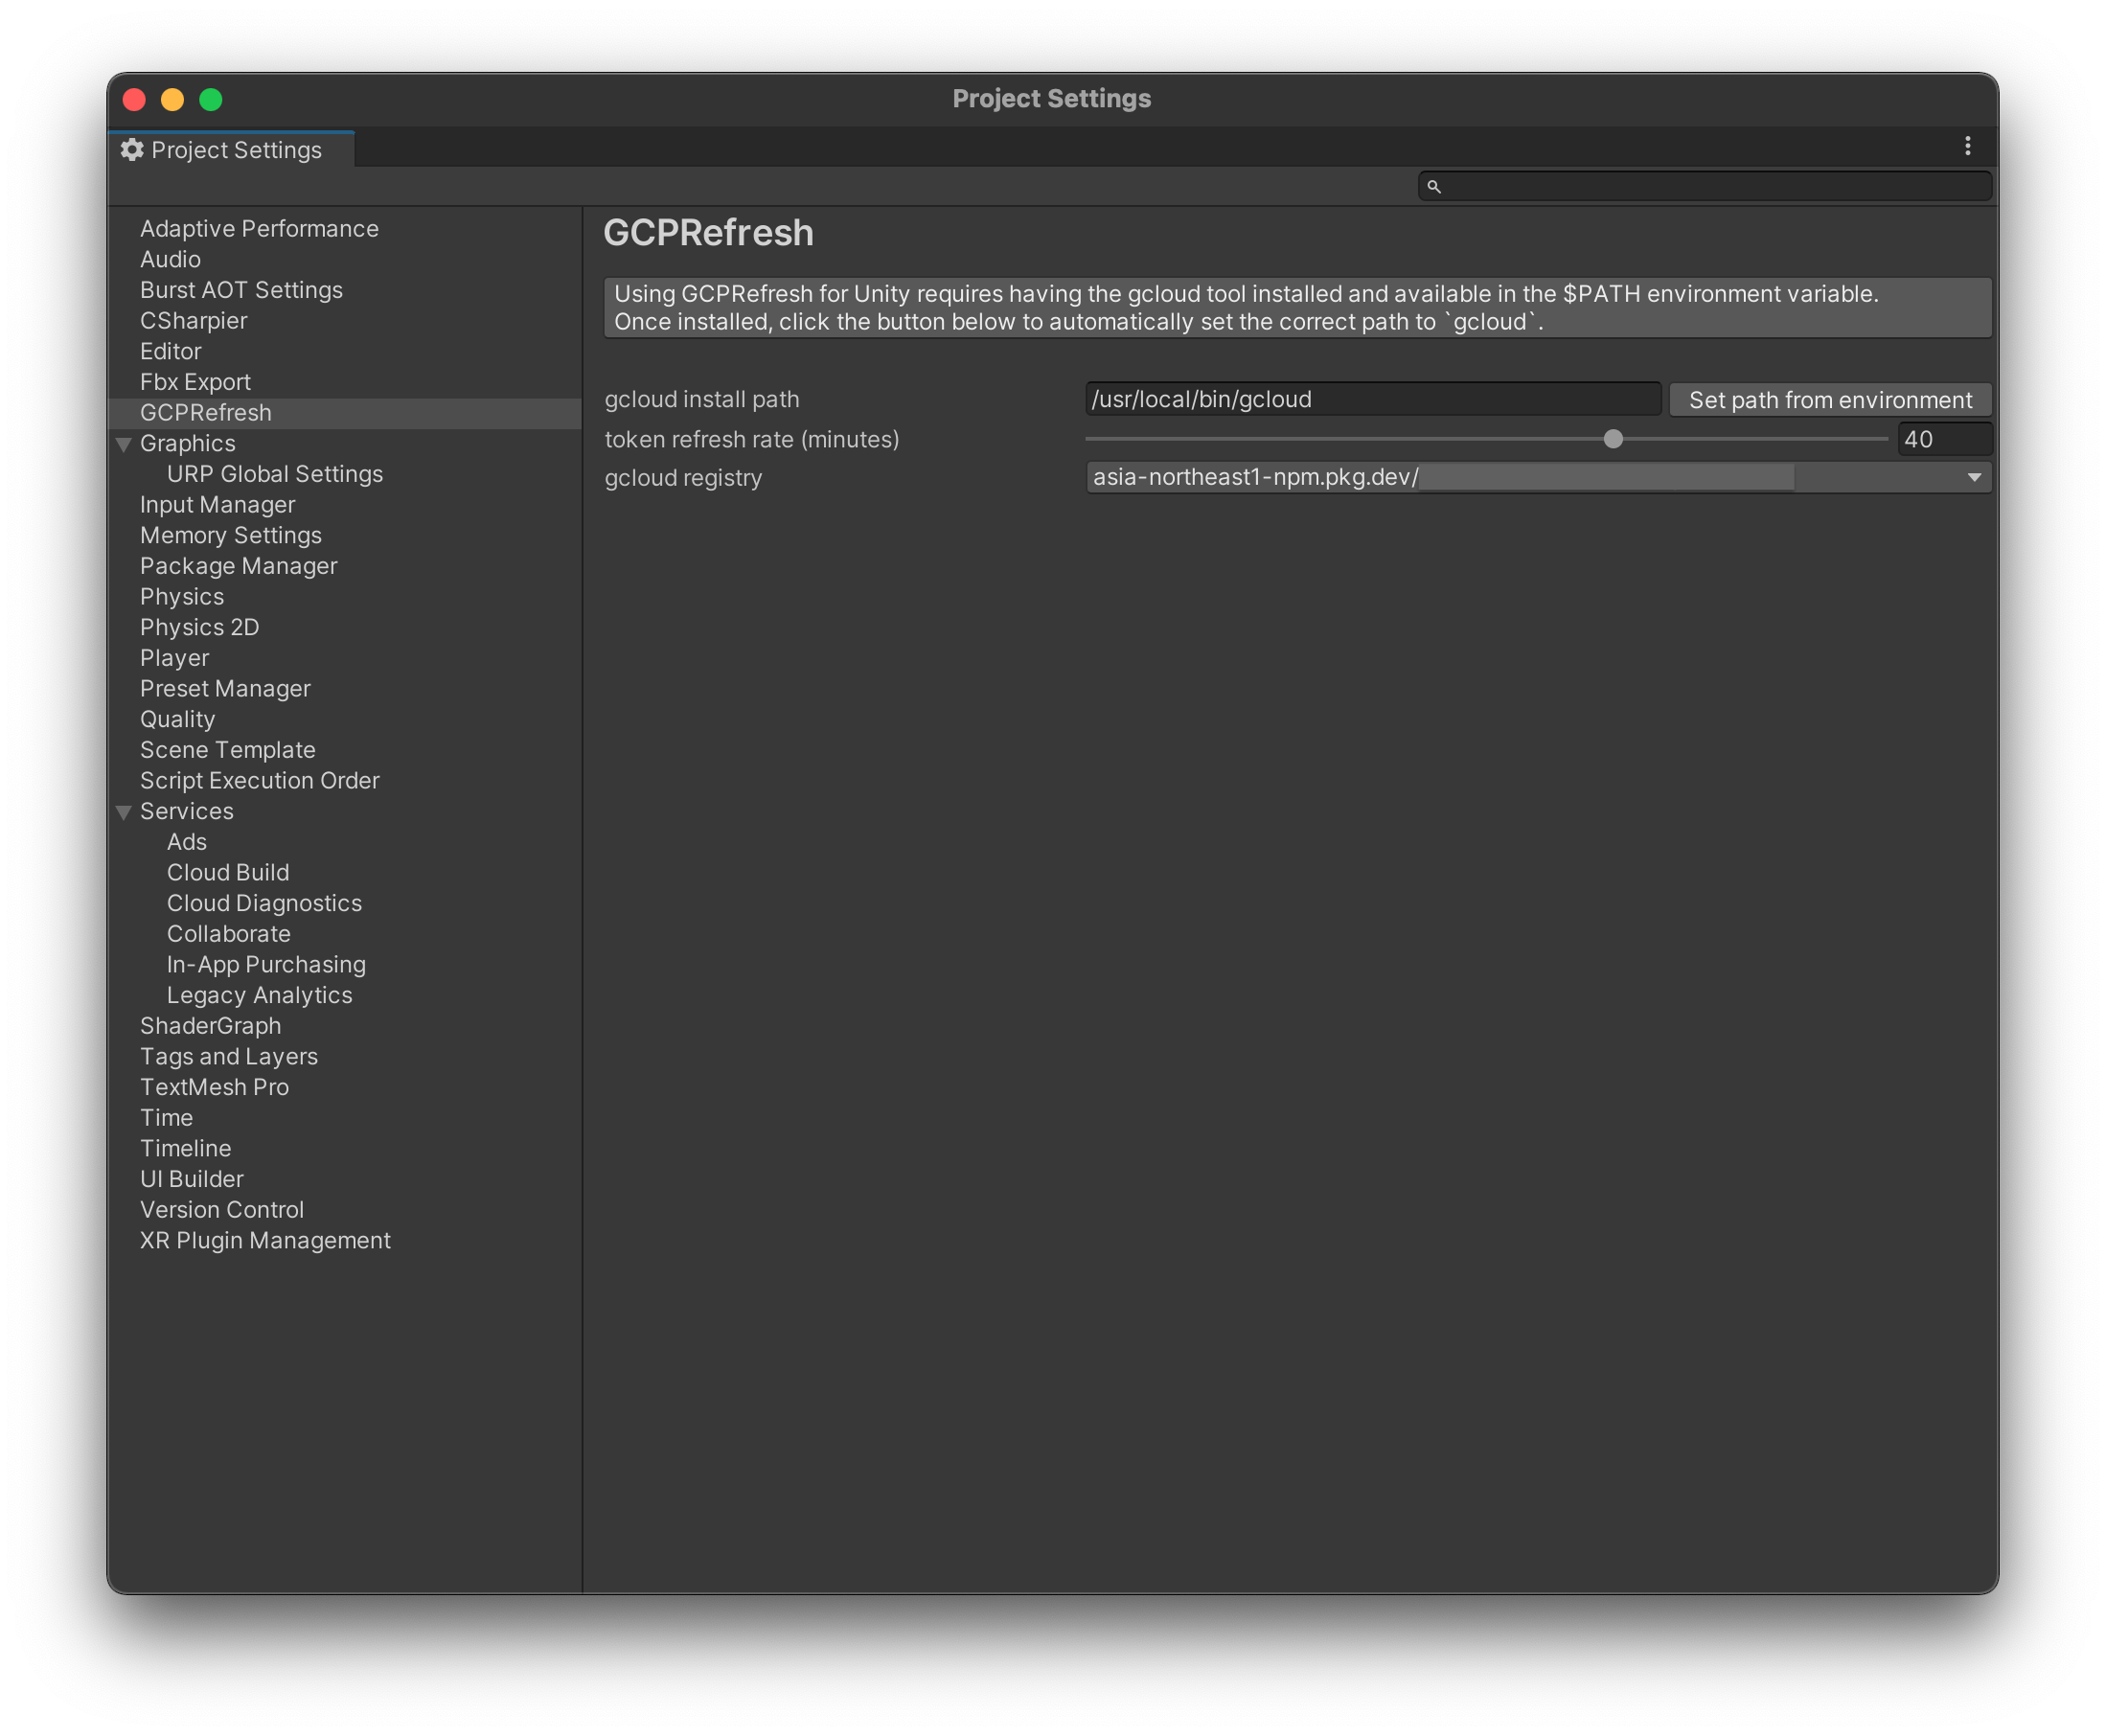 Project Settings
Project Settings
Adaptive Performance
Audio
Burst AOT Settings
CSharpier
Editor
Fbx Export
GCPRefresh
Graphics
URP Global Settings
Input Manager
Memory Settings
Package Manager
Physics
Physics 2D
Player
Preset Manager
Quality
Scene Template
Script Execution Order
Services
Ads
Cloud Build
Cloud Diagnostics
Collaborate
In-App Purchasing
Legacy Analytics
ShaderGraph
Tags and Layers
TextMesh Pro
Time
Timeline
UI Builder
Version Control
XR Plugin Management
GCPRefresh
Using GCPRefresh for Unity requires having the gcloud tool installed and available in the $PATH environment variable.
Once installed, click the button below to automatically set the correct path to `gcloud`.
gcloud install path /usr/local/bin/gcloud Set path from environment
token refresh rate (minutes) 40
gcloud registry asia-northeast1-npm.pkg.dev/